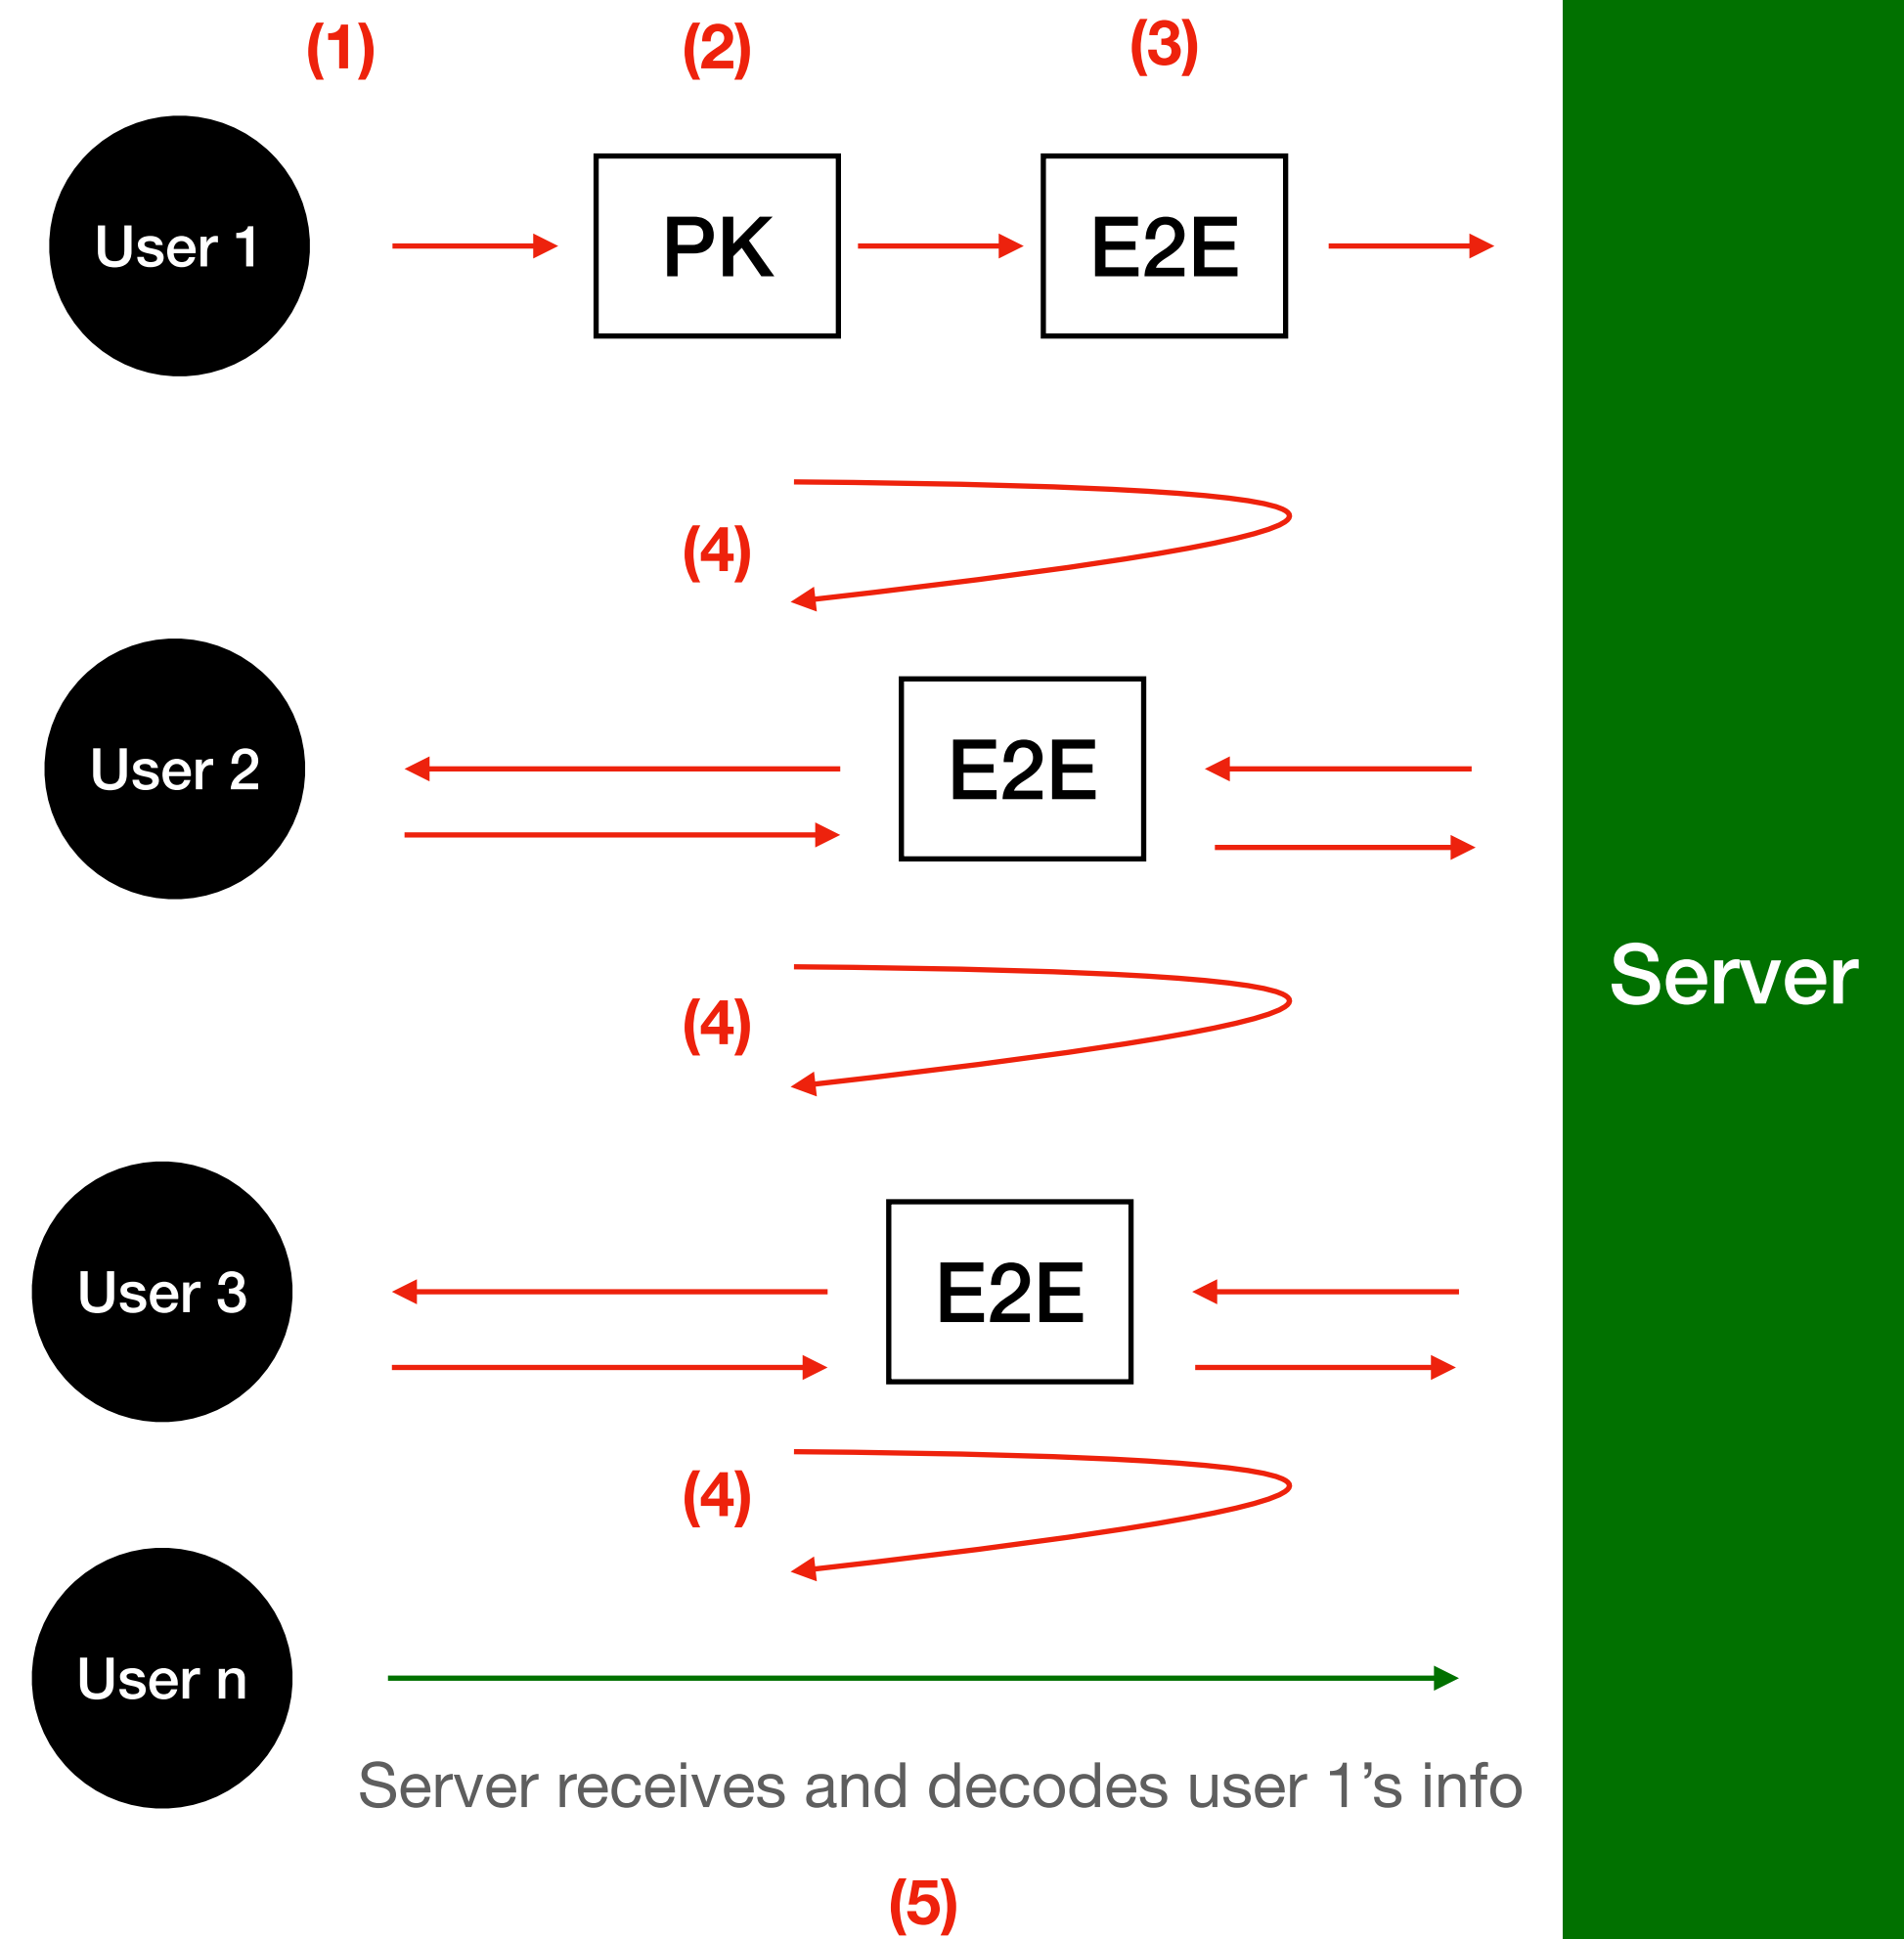 (1)
(2)
(3)
User 1
PK
E2E
(4)
User 2
E2E
Server
(4)
User 3
E2E
(4)
User n
Server receives and decodes user 1’s info
(5)